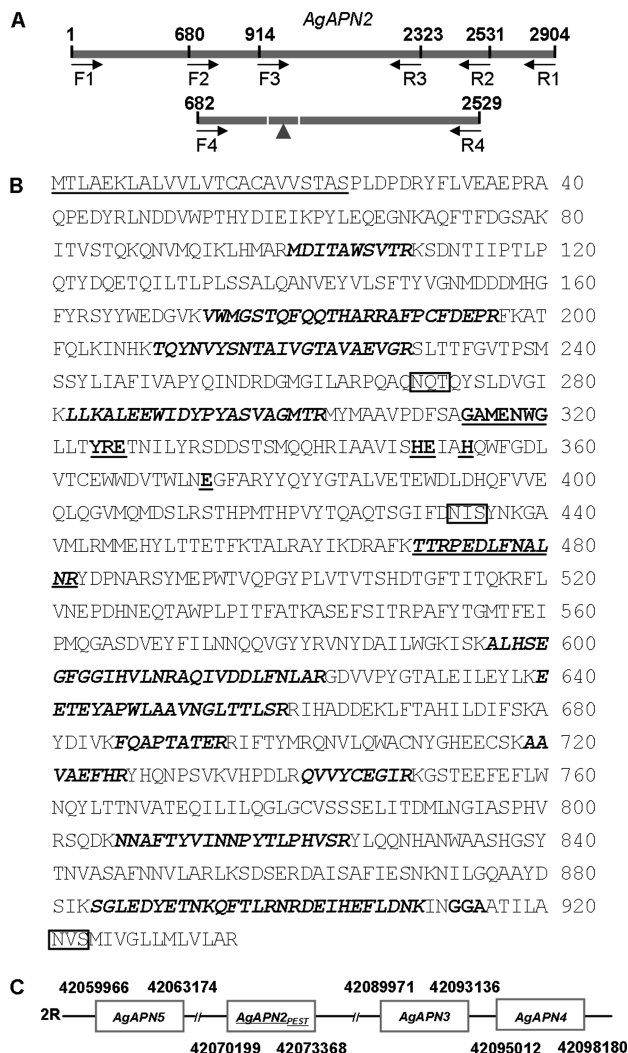 A
AgAPN2
1 680 914 2323 2531 2904
F1 F2 F3 R3 R2 R1
682 2529
F4 R4
B
MTLAEKLALVVLVTCACAVVSTASPLDPDRYFLVEAEPRA 40
QPEDYRLNDDVWPTHYDIEIKPYLEQEGNKAQFTFDGSAK 80
ITVSTQKQNVMQIKLHMARMDITAWSVTRKSDNTIIPTLP 120
QTYDQETQILTLPLSSALQANVEYVLSFTYVGNMDDDMHG 160
FYRSYYWEDGVKVWMGSTQFQQTHARRAFPCFDEPRFKAT 200
FQLKINHKTQYNVYSNTAIVGTAVAEVGRSLTTFGVTPSM 240
SSYLIAFIVAPYQINDRDGMGILARPQAQNQTQYSLDVGI 280
KLLKALEEWIDYPYASVAGMTRMYMAAVPDFSAGAMENWG 320
LLTYRETNILYRSDDSTSMQQHRIAAVISHEIAHQWFGDL 360
VTCEWWDVTWLNEGFARYYQYYGTALVETEWDLDHQFVVE 400
QLQGVMQMDSLRSTHPMTHPVYTQAQTSGIFDNISYNKGA 440
VMLRMMEHYLTTETFKTALRAYIKDRAFKTTRPEDLFNAL 480
NRYDPNARSYMEPWTVQPGYPLVTVTSHDTGFTITQKRFL 520
VNEPDHNEQTAWPLPITFATKASEFSITRPAFYTGMTFEI 560
PMQGASDVEYFILNNQQVGYYRVNYDAILWGKISKALHSE 600
GFGGIHVLNRAQIVDDLFNLARGDVVPYGTALEILEYLKE 640
ETEYAPWLAAVNGLTTLSRRIHADDEKLFTAHILDIFSKA 680
YDIVKFQAPTATERRIFTYMRQNVLQWACNYGHEECSKAA 720
VAEFHRYHQNPSVKVHPDLRQVVYCEGIRKGSTEEFEFLW 760
NQYLTTNVATEQILILQGLGCVSSSELITDMLNGIASPHV 800
RSQDKNNAFTYVINNPYTLPHVSRYLQQNHANWAASHGSY 840
TNVASAFNNVLARLKSDSERDAISAFIESNKNILGQAAYD 880
SIKSGLEDYETNKQFTLRNRDEIHEFLDNKINGGAATILA 920
NVSMIVGLLMLVLAR
C
42059966 42063174 42089971 42093136
2R AgAPN5 // AgAPN2PEST // AgAPN3 AgAPN4
42070199 42073368 42095012 42098180